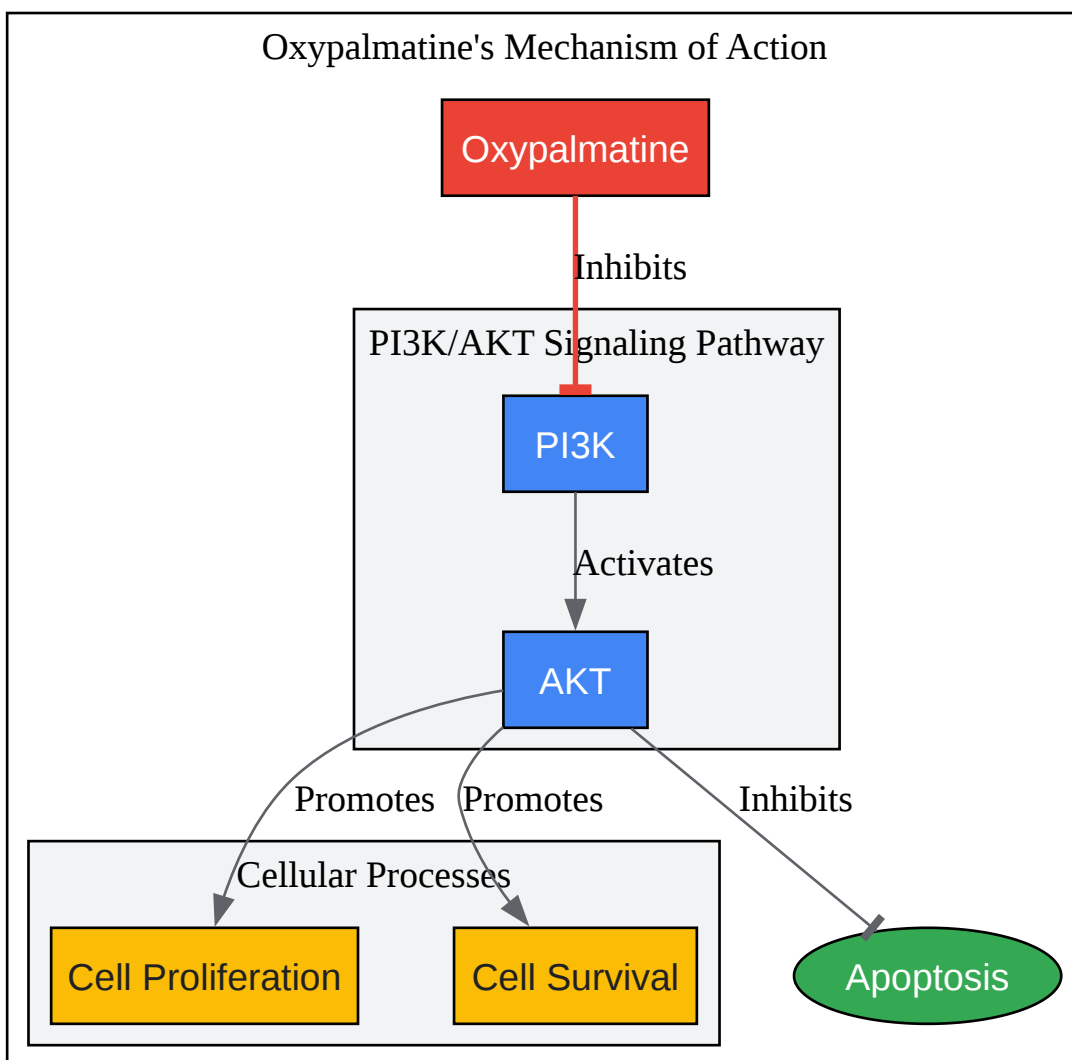 Oxypalmatine's Mechanism of Action
Oxypalmatine
Inhibits
PI3K/AKT Signaling Pathway
PI3K
Activates
AKT
Promotes
Promotes
Inhibits
Cellular Processes
Cell Proliferation
Cell Survival
Apoptosis